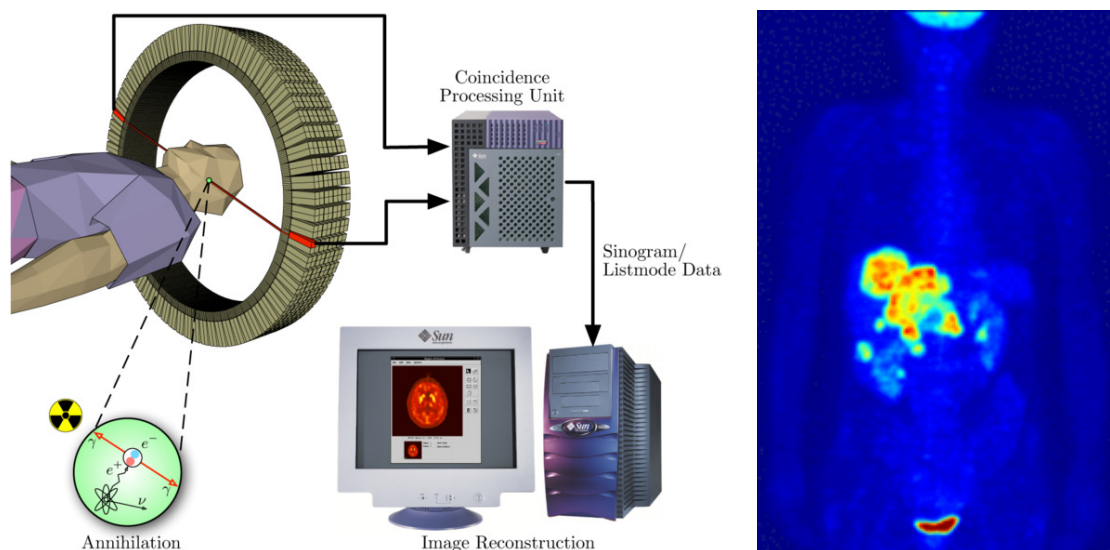 Coincidence
Processing Unit
Sinogram/
Listmode Data
Sun
Sun
Sun
γ
e−
e+
γ
ν
Annihilation
Image Reconstruction